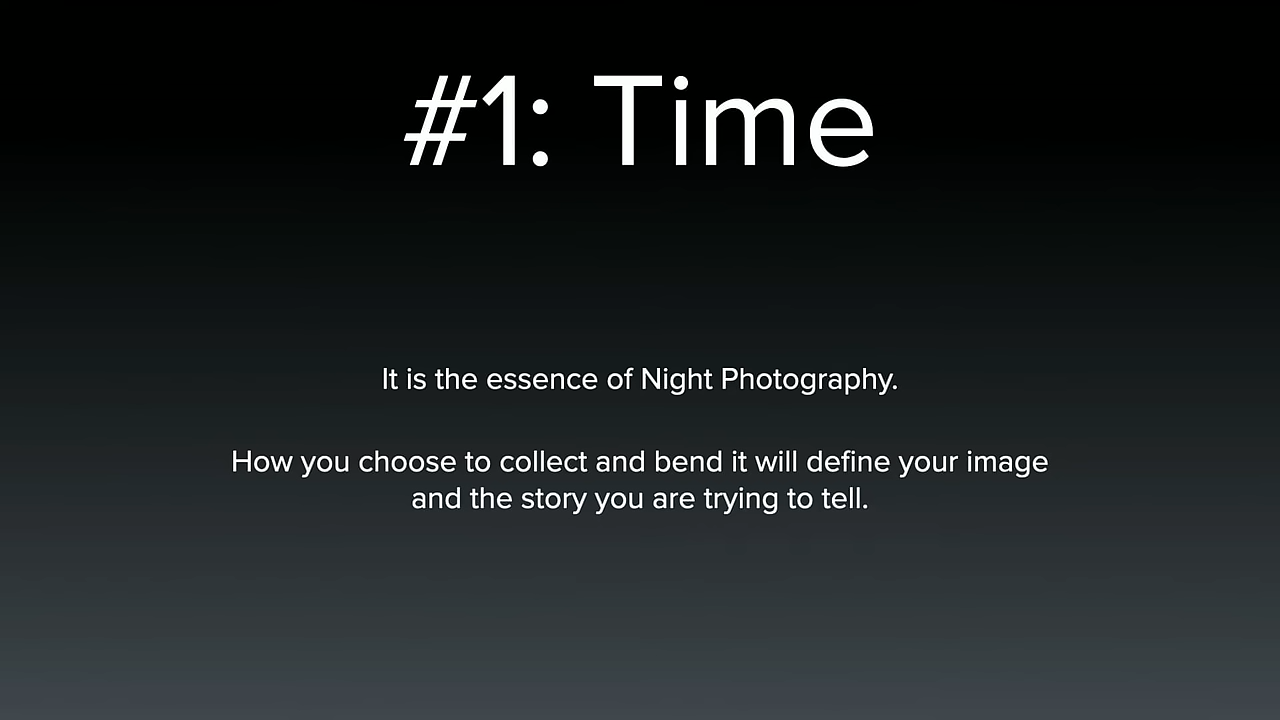 #1: Time
It is the essence of Night Photography.
How you choose to collect and bend it will define your image
and the story you are trying to tell.